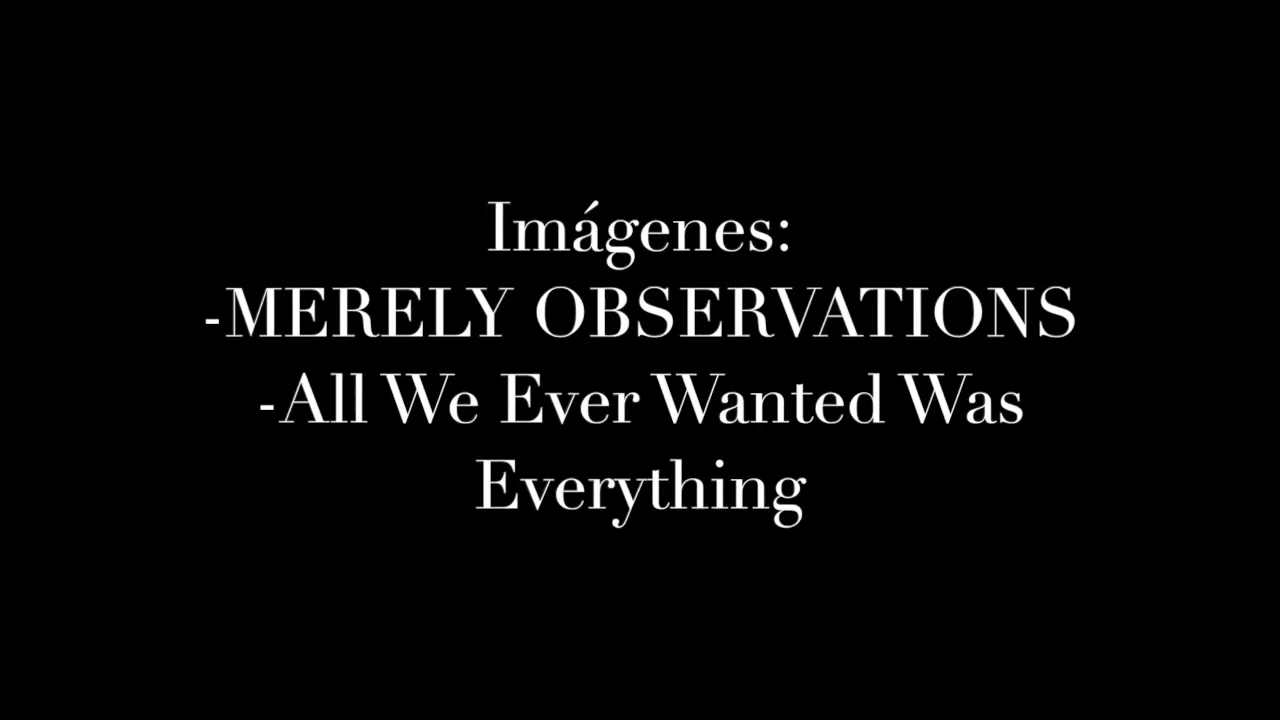 Imágenes:
-MERELY OBSERVATIONS
-All We Ever Wanted Was
Everything